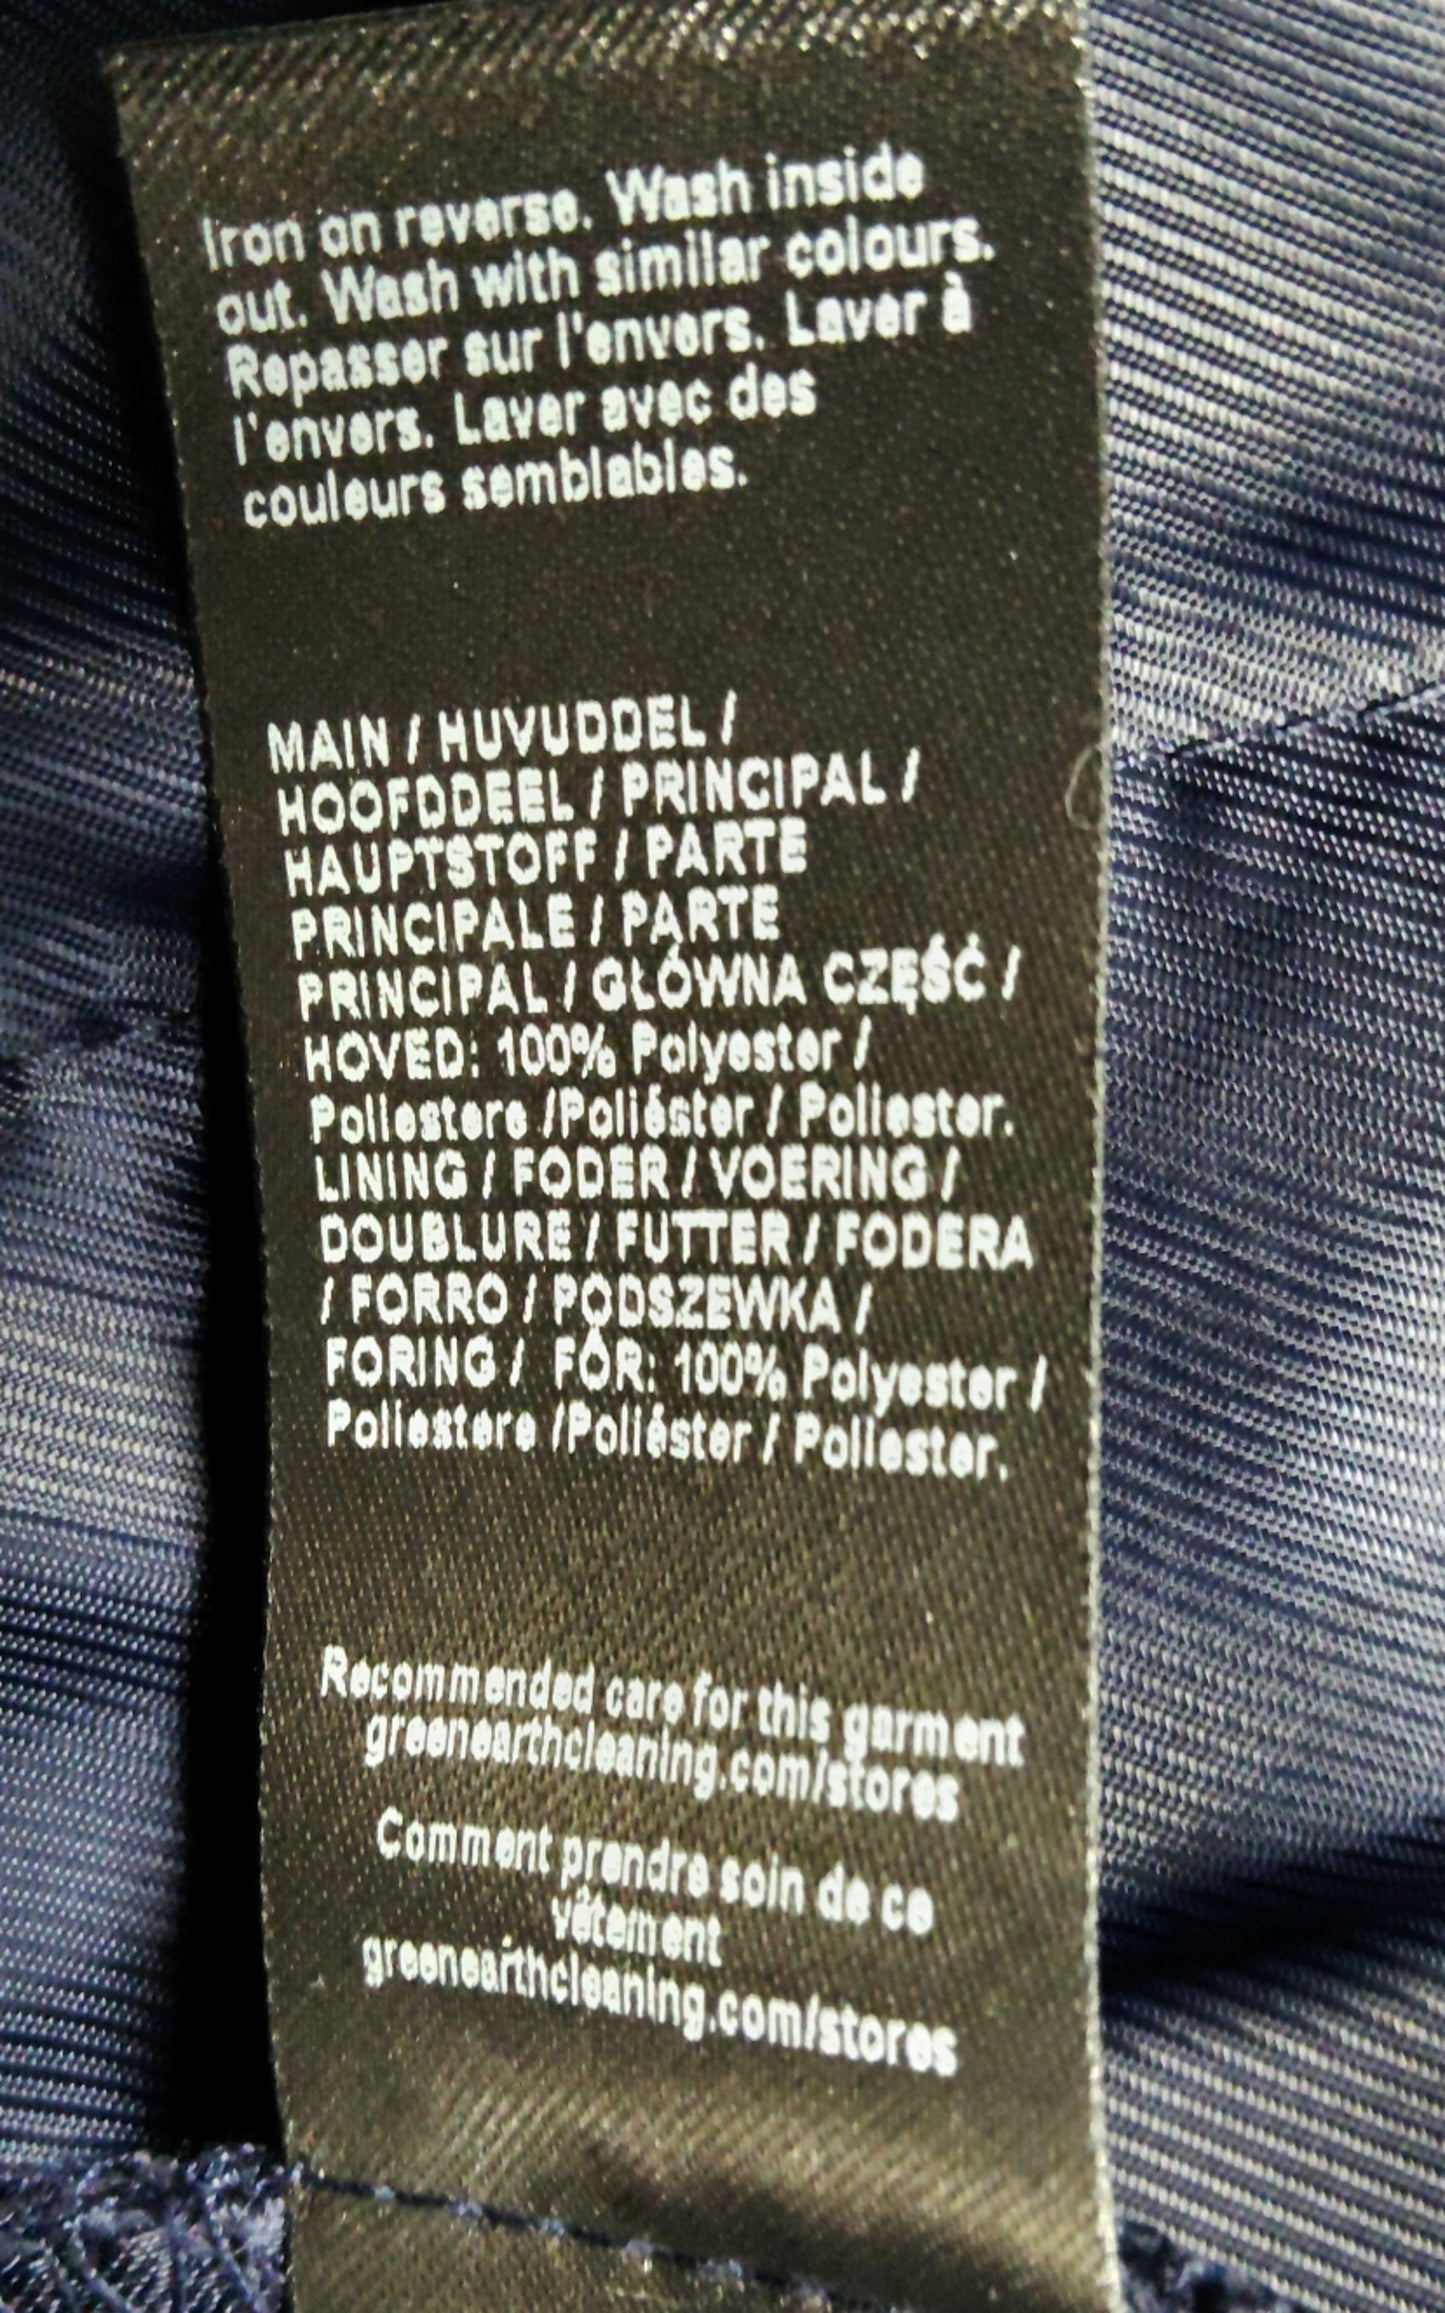 Iron on reverse. Wash inside
out. Wash with similar colours.
Repasser sur l'envers. Laver à
l'envers. Laver avec des
couleurs semblables.
MAIN / HUVUDDEL /
HOOFDDEEL / PRINCIPAL /
HAUPTSTOFF / PARTE
PRINCIPALE / PARTE
PRINCIPAL / GŁÓWNA CZĘŚĆ /
HOVED: 100% Polyester /
Poliestere /Poliéster / Poliester.
LINING / FODER / VOERING /
DOUBLURE / FUTTER / FODERA
/ FORRO / PODSZEWKA /
FORING / FÔR: 100% Polyester /
Poliestere /Poliéster / Poliester.
Recommended care for this garment
greenearthcleaning.com/stores
Comment prendre soin de ce
vêtement
greenearthcleaning.com/stores